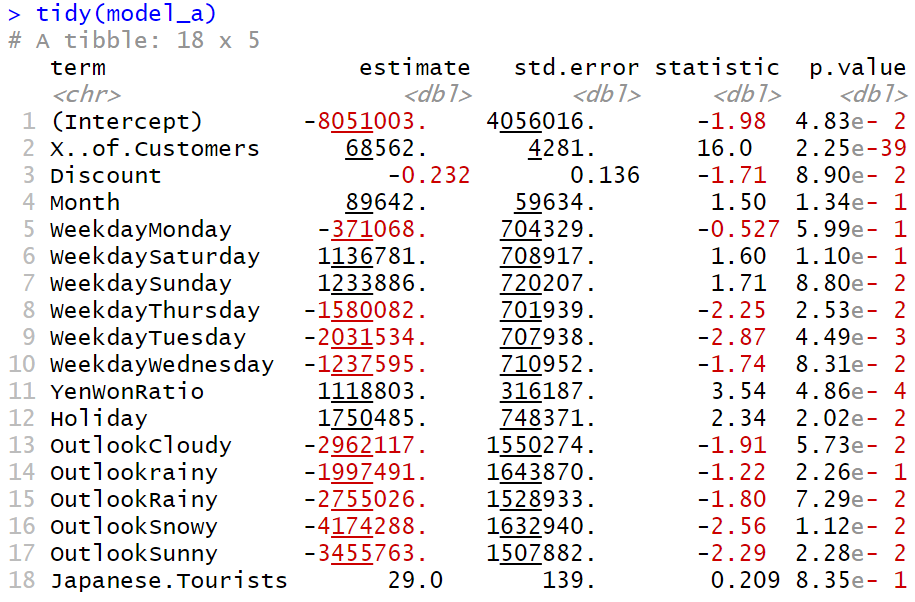 > tidy(model_a)
# A tibble: 18 x 5
   term               estimate   std.error statistic  p.value
   <chr>                 <dbl>       <dbl>     <dbl>    <dbl>
 1 (Intercept)       -8051003.   4056016.     -1.98  4.83e- 2
 2 X..of.Customers      68562.      4281.     16.0   2.25e-39
 3 Discount                -0.232       0.136 -1.71  8.90e- 2
 4 Month                89642.     59634.      1.50  1.34e- 1
 5 WeekdayMonday      -371068.    704329.     -0.527 5.99e- 1
 6 WeekdaySaturday    1136781.    708917.      1.60  1.10e- 1
 7 WeekdaySunday      1233886.    720207.      1.71  8.80e- 2
 8 WeekdayThursday   -1580082.    701939.     -2.25  2.53e- 2
 9 WeekdayTuesday    -2031534.    707938.     -2.87  4.49e- 3
10 WeekdayWednesday  -1237595.    710952.     -1.74  8.31e- 2
11 YenWonRatio        1118803.    316187.      3.54  4.86e- 4
12 Holiday            1750485.    748371.      2.34  2.02e- 2
13 OutlookCloudy     -2962117.   1550274.     -1.91  5.73e- 2
14 Outlookrainy      -1997491.   1643870.     -1.22  2.26e- 1
15 OutlookRainy      -2755026.   1528933.     -1.80  7.29e- 2
16 OutlookSnowy      -4174288.   1632940.     -2.56  1.12e- 2
17 OutlookSunny      -3455763.   1507882.     -2.29  2.28e- 2
18 Japanese.Tourists       29.0      139.      0.209 8.35e- 1